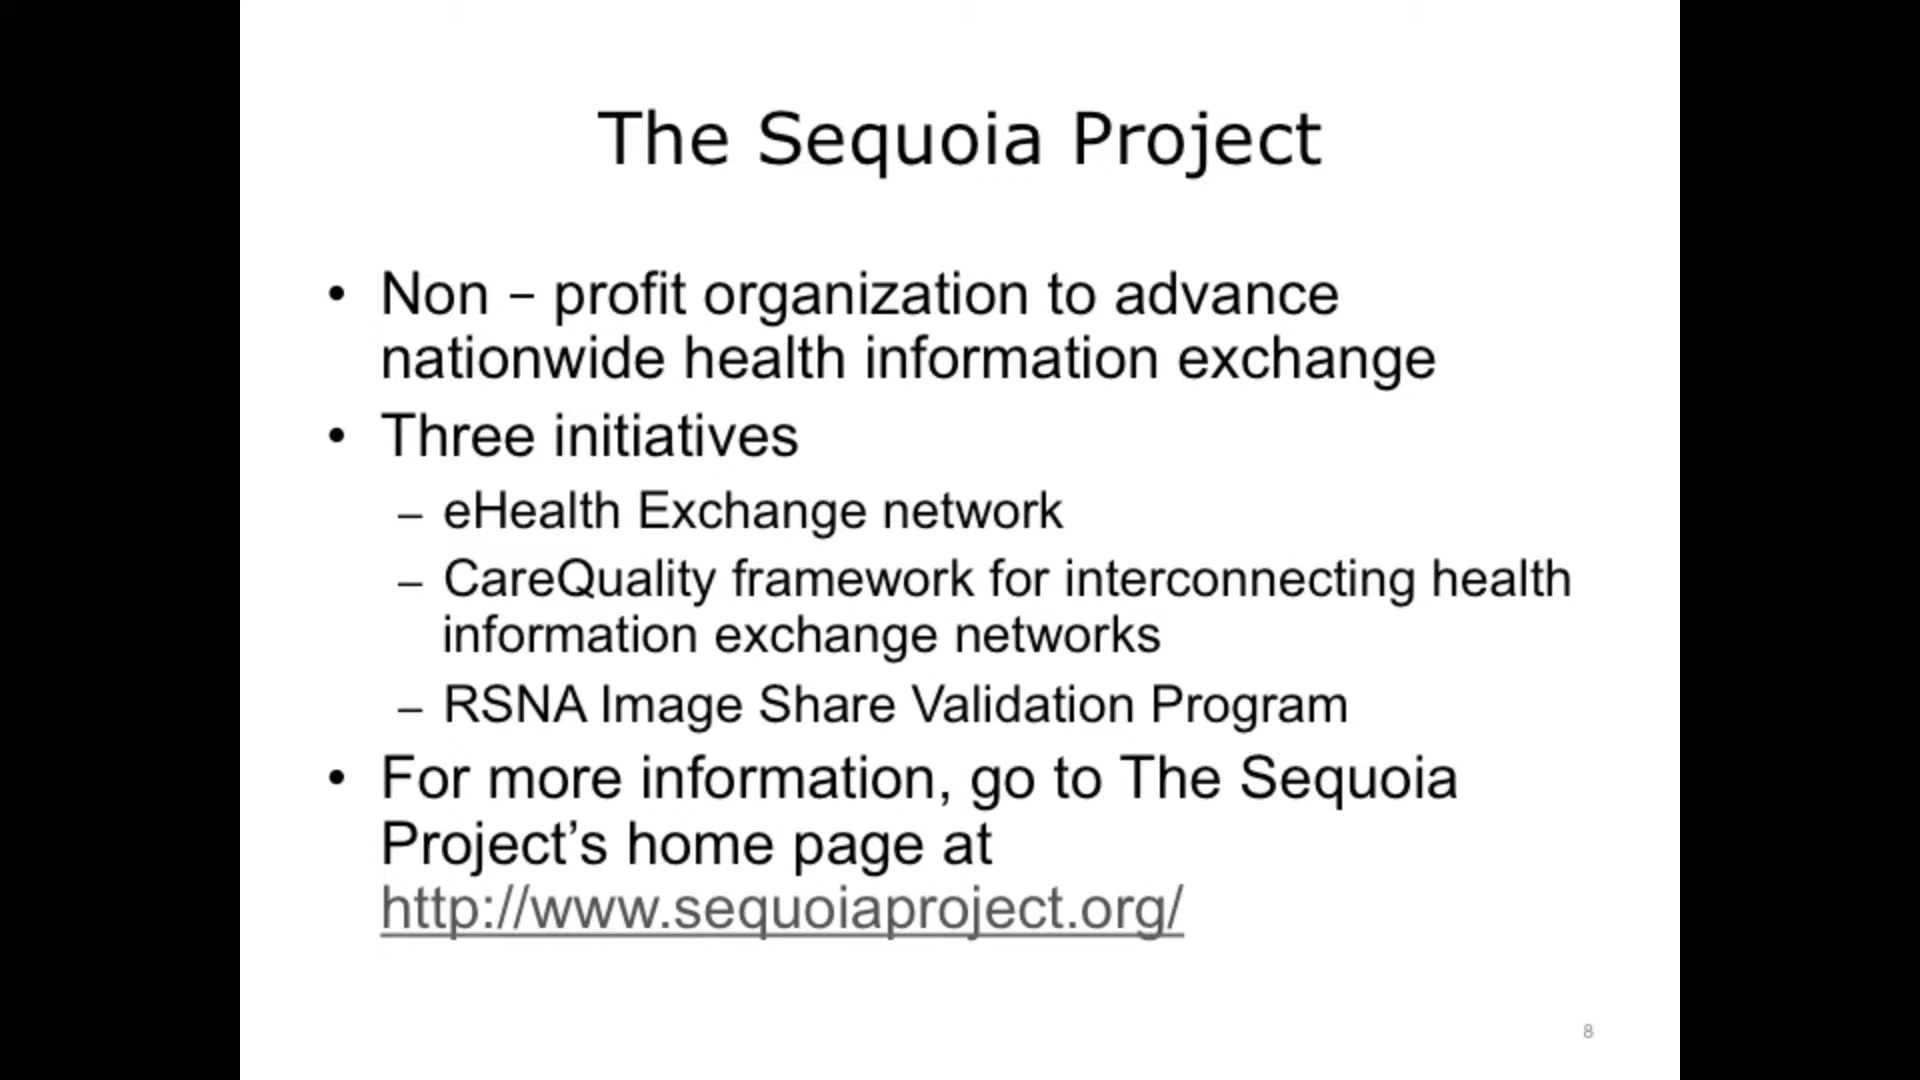 The Sequoia Project
• Non – profit organization to advance
nationwide health information exchange
• Three initiatives
– eHealth Exchange network
– CareQuality framework for interconnecting health
information exchange networks
– RSNA Image Share Validation Program
• For more information, go to The Sequoia
Project’s home page at
http://www.sequoiaproject.org/
8